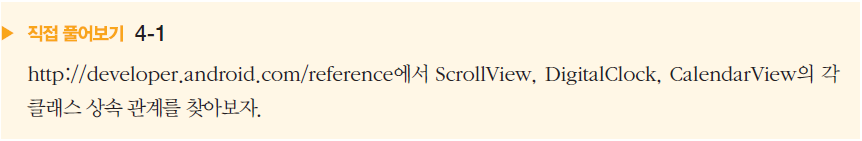 ▶ 직접 풀어보기 4-1
http://developer.android.com/reference에서 ScrollView, DigitalClock, CalendarView의 각
클래스 상속 관계를 찾아보자.